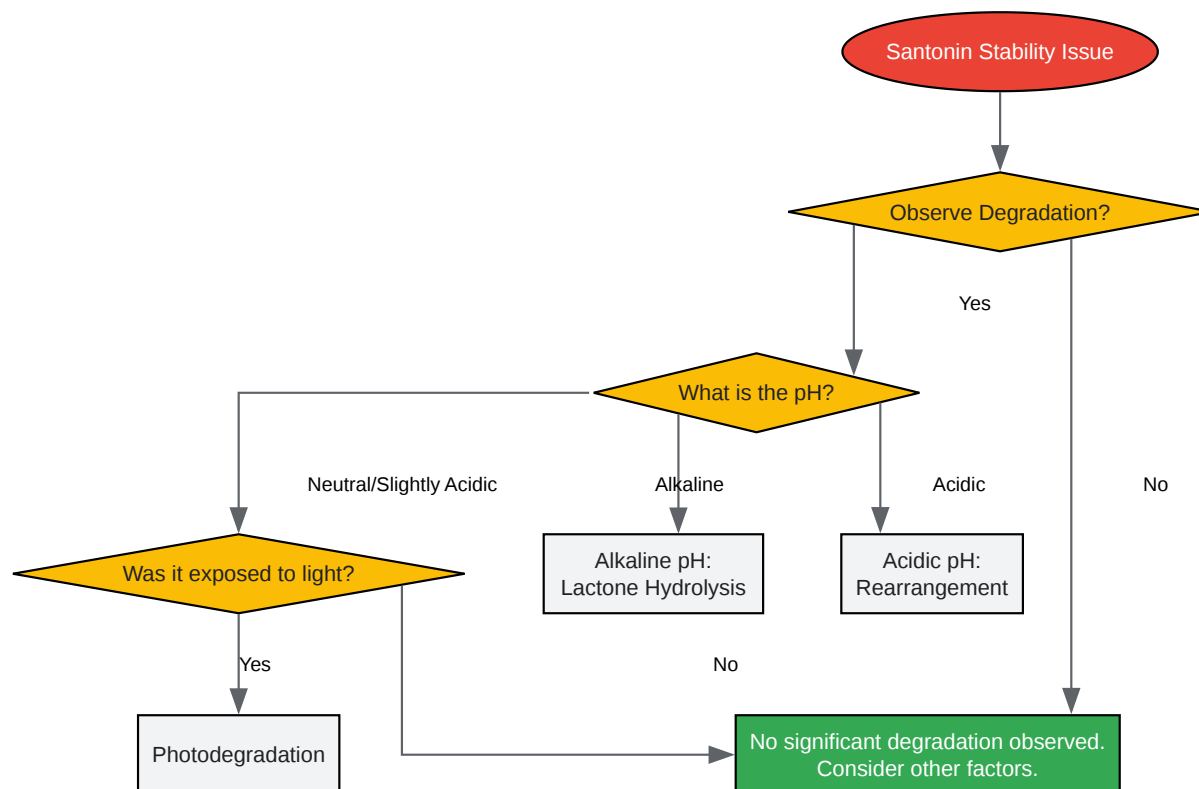 Santonin Stability Issue
Observe Degradation?
Yes
What is the pH?
Neutral/Slightly Acidic
Alkaline
Acidic
No
Was it exposed to light?
Alkaline pH:
Lactone Hydrolysis
Acidic pH:
Rearrangement
Yes
No
Photodegradation
No significant degradation observed.
Consider other factors.